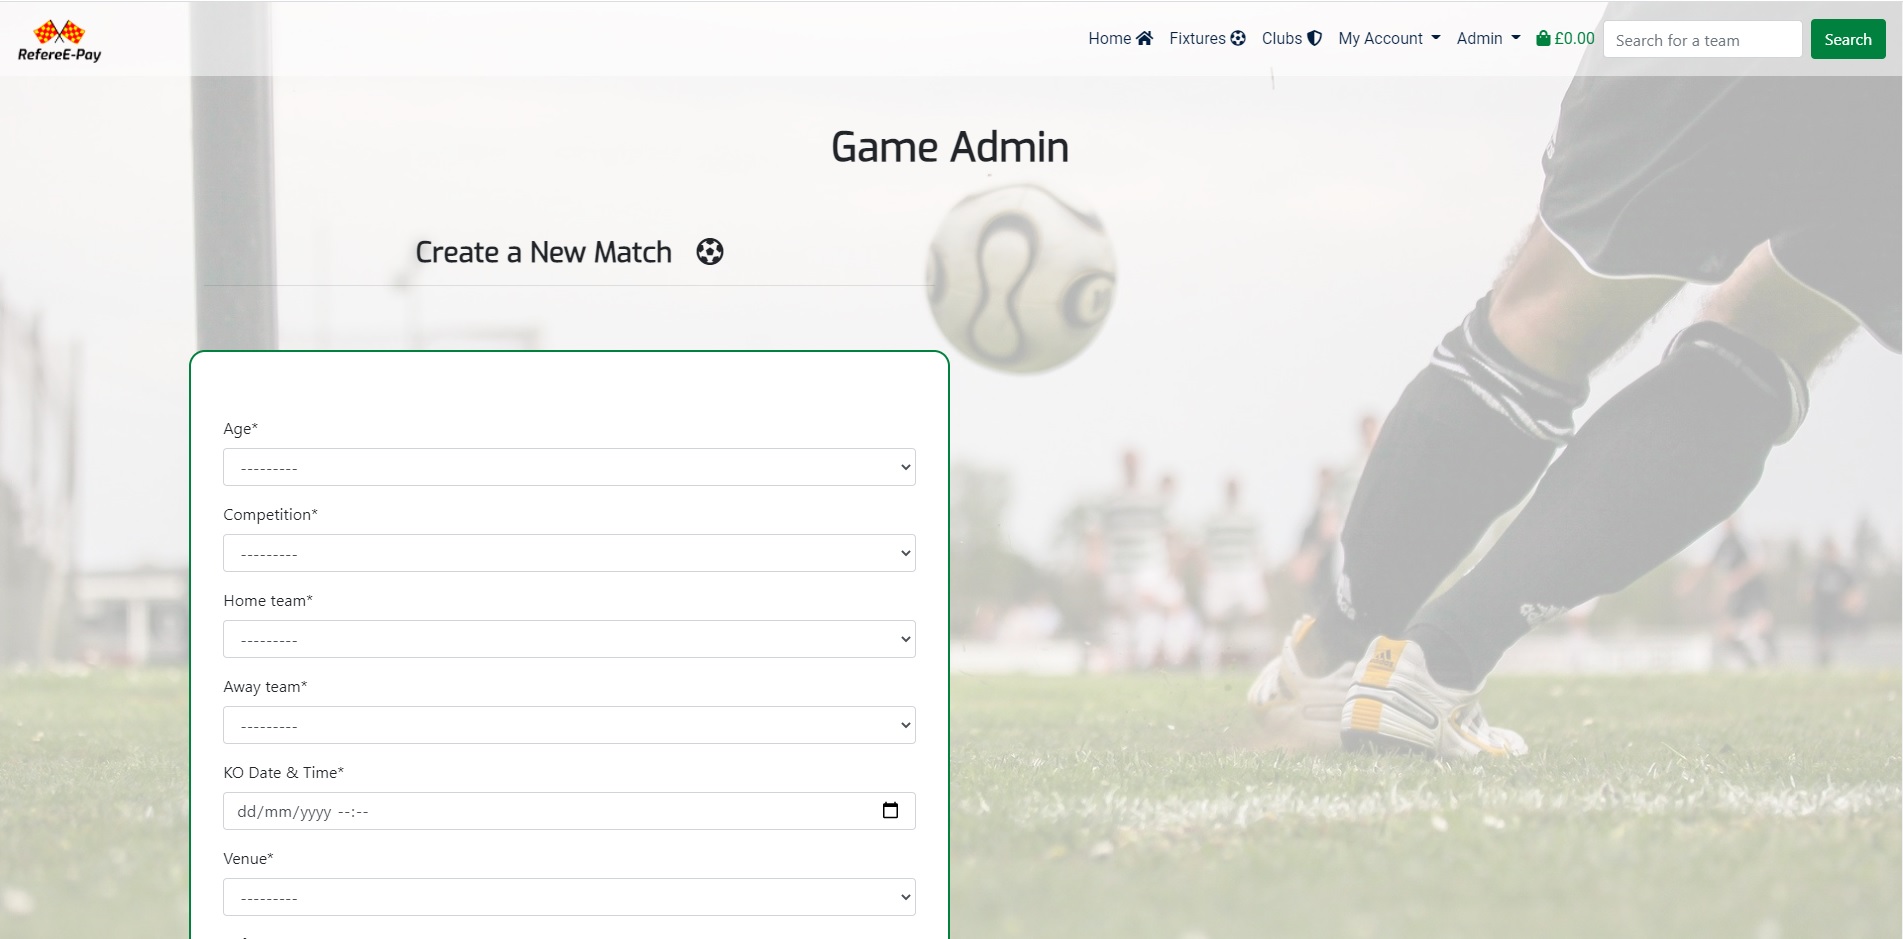 RefereE-Pay
Home Fixtures Clubs My Account Admin £0.00 Search for a team Search
Game Admin
Create a New Match
Age*
---------
Competition*
---------
Home team*
---------
Away team*
---------
KO Date & Time*
dd/mm/yyyy --:--
Venue*
---------